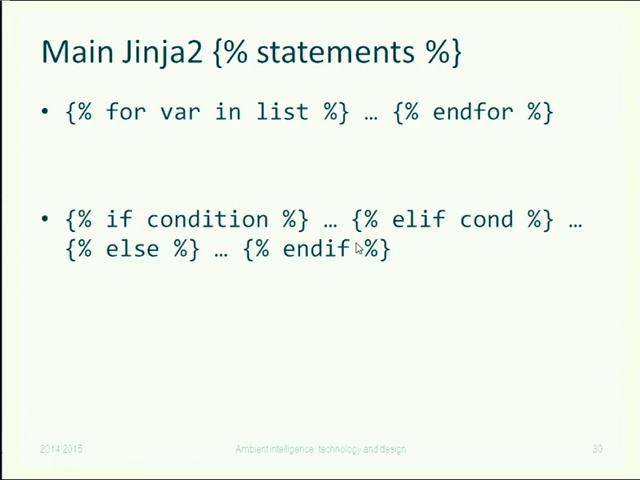 Main Jinja2 {% statements %}
• {% for var in list %} … {% endfor %}
• {% if condition %} … {% elif cond %} …
{% else %} … {% endif %}
2014/2015
Ambient intelligence: technology and design
30